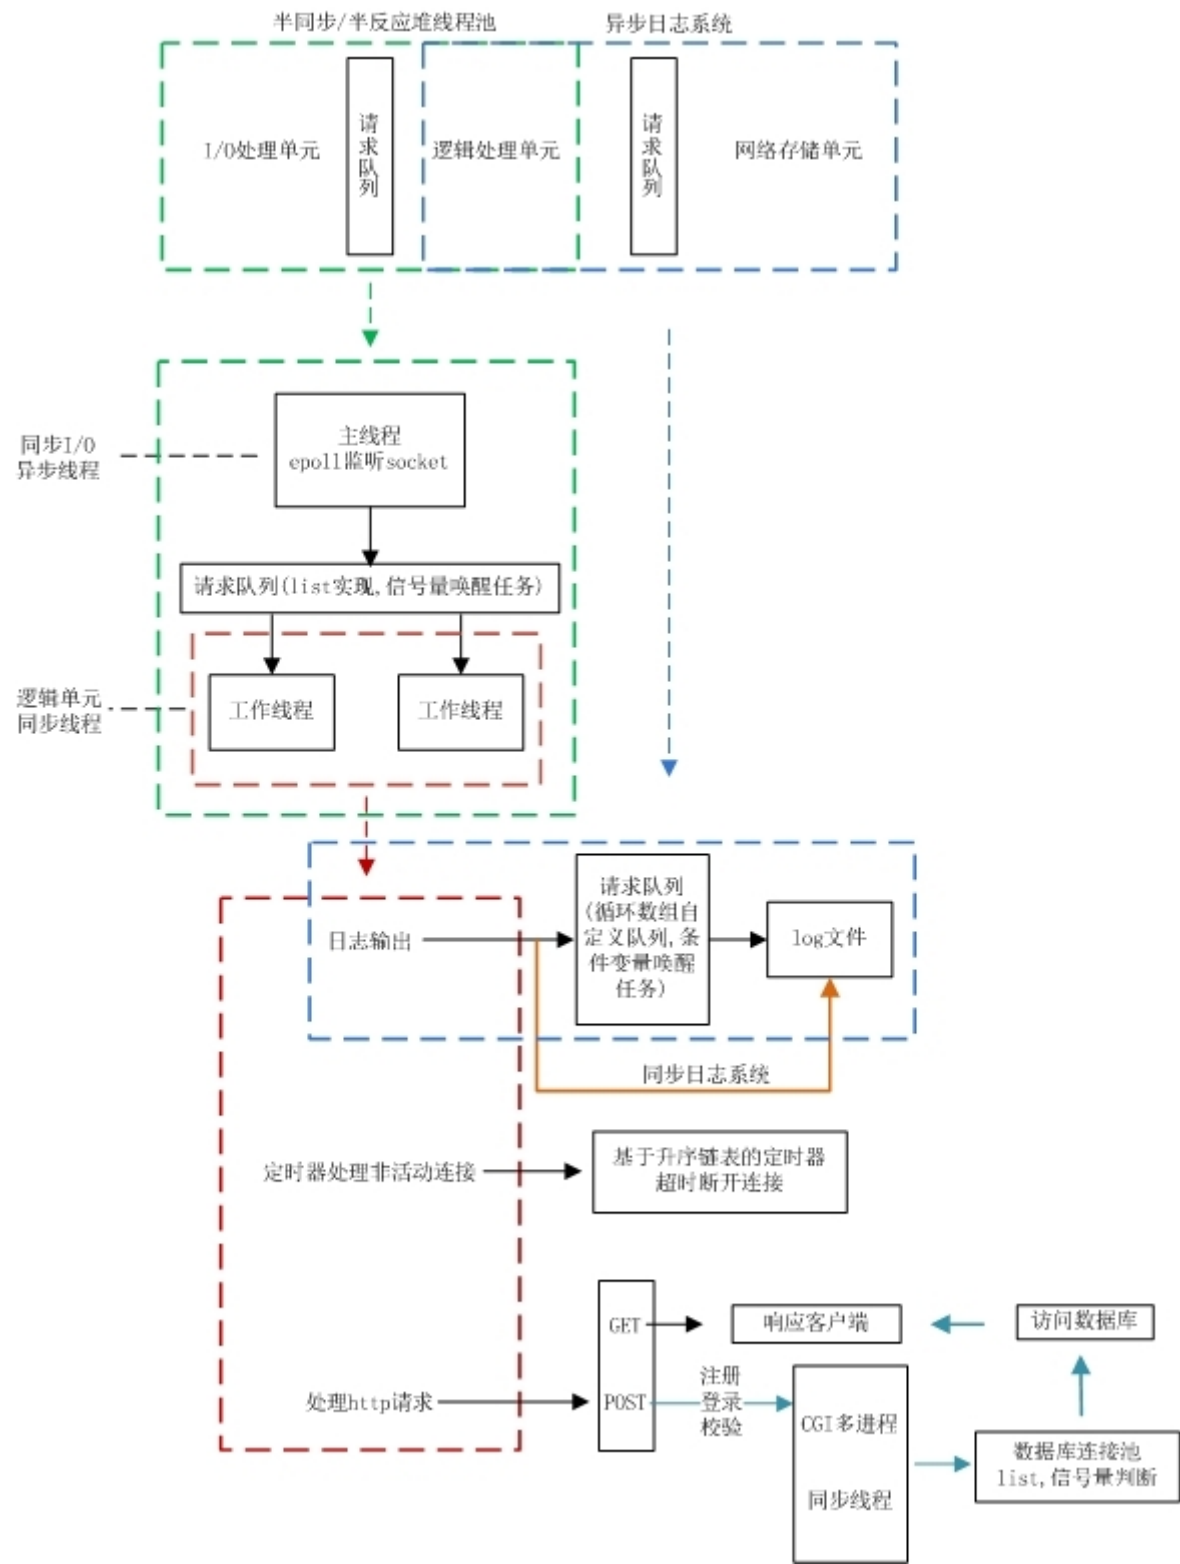 半同步/半反应堆线程池
异步日志系统
I/O处理单元
请
求
队
列
逻辑处理单元
请
求
队
列
网络存储单元
同步I/O
异步线程
主线程
epoll监听socket
请求队列(list实现,信号量唤醒任务)
逻辑单元
同步线程
工作线程
工作线程
日志输出
请求队列
(循环数组自
定义队列,条
件变量唤醒
任务)
log文件
同步日志系统
定时器处理非活动连接
基于升序链表的定时器
超时断开连接
处理http请求
GET
POST
响应客户端
访问数据库
注册
登录
校验
CGI多进程
同步线程
数据库连接池
list,信号量判断